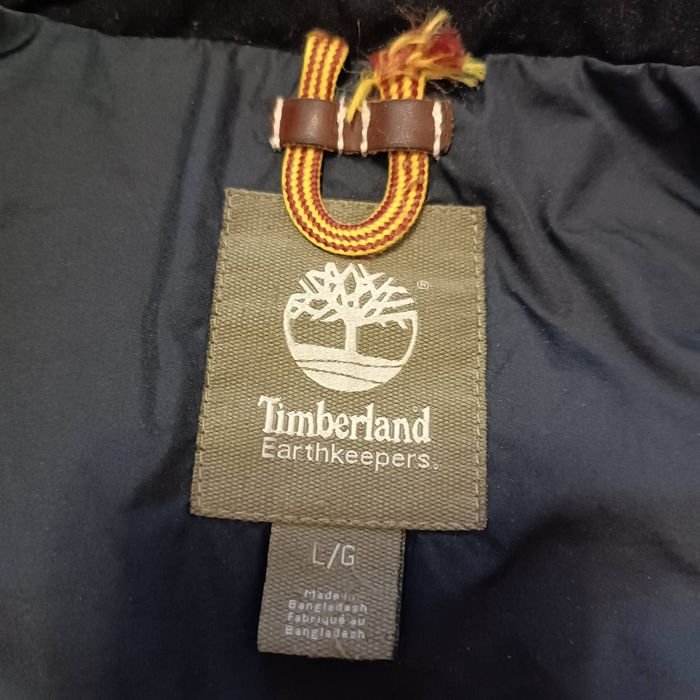 ®
Timberland
Earthkeepers®
L/G
Made in
Bangladesh
Fabriqué au
Bangladesh